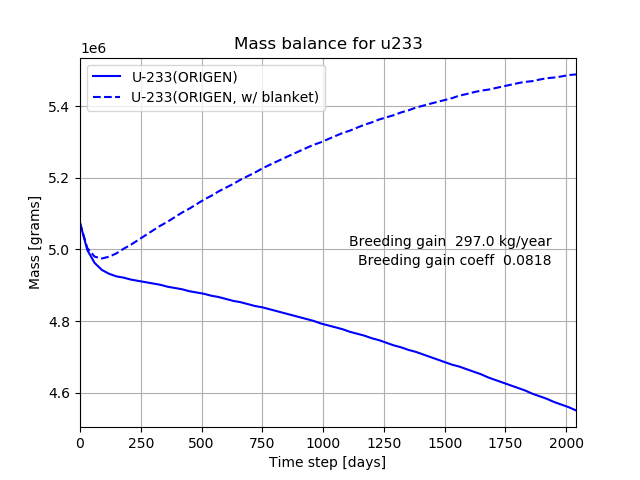 Mass balance for u233
1e6
U-233(ORIGEN)
U-233(ORIGEN, w/ blanket)
5.4
5.2
5.0
4.8
4.6
Mass [grams]
Breeding gain  297.0 kg/year
Breeding gain coeff  0.0818
0 250 500 750 1000 1250 1500 1750 2000
Time step [days]